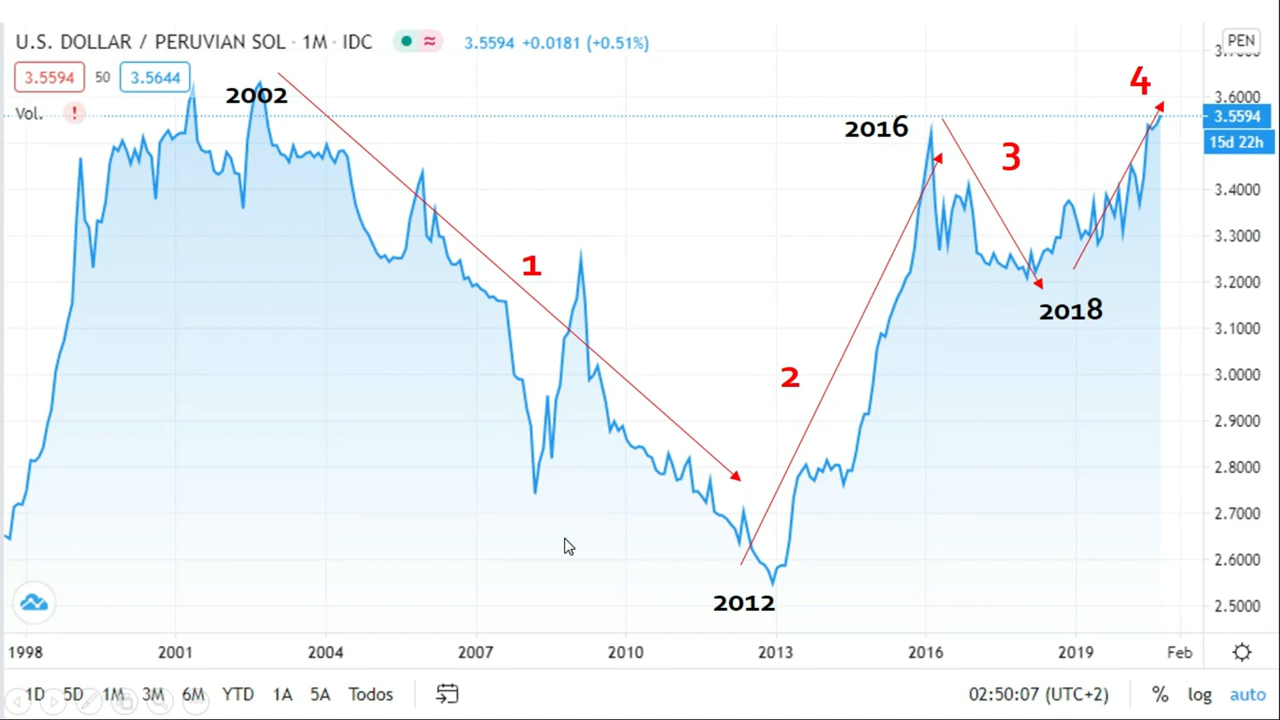 U.S. DOLLAR / PERUVIAN SOL · 1M · IDC
3.5594 +0.0181 (+0.51%)
PEN
3.5594 50 3.5644
Vol. !
2002
2016
1
2
3
4
2018
2012
3.6000
3.5594
15d 22h
3.4000
3.3000
3.2000
3.1000
3.0000
2.9000
2.8000
2.7000
2.6000
2.5000
1998 2001 2004 2007 2010 2013 2016 2019 Feb
1D 5D 1M 3M 6M YTD 1A 5A Todos
02:50:07 (UTC+2) % log auto